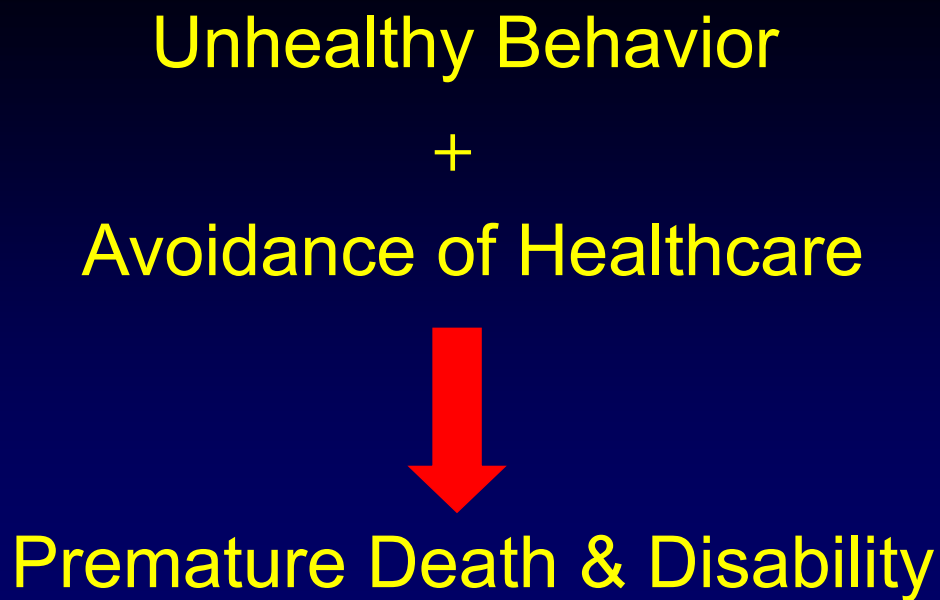 Unhealthy Behavior
+
Avoidance of Healthcare
Premature Death & Disability